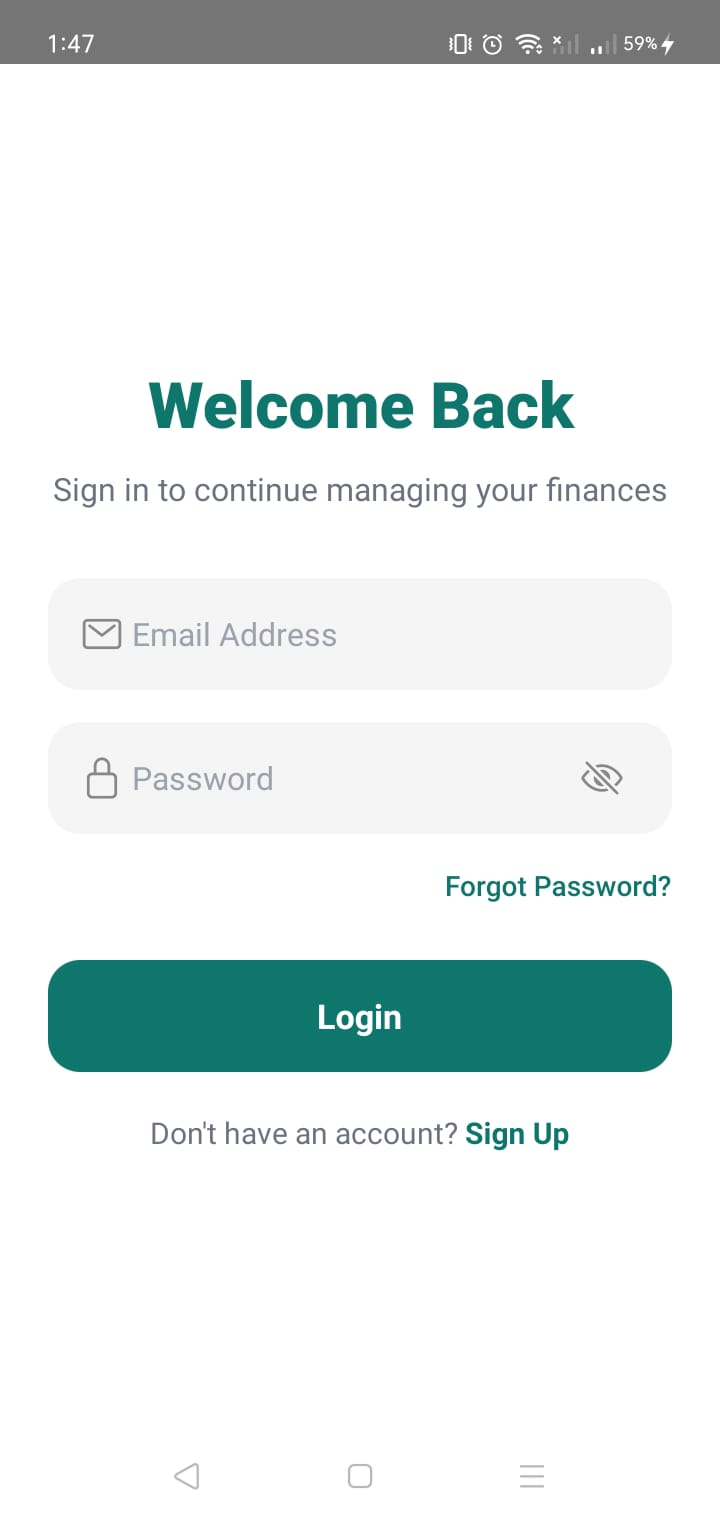 1:47
59%
Welcome Back
Sign in to continue managing your finances
Email Address
Password
Forgot Password?
Login
Don't have an account? Sign Up